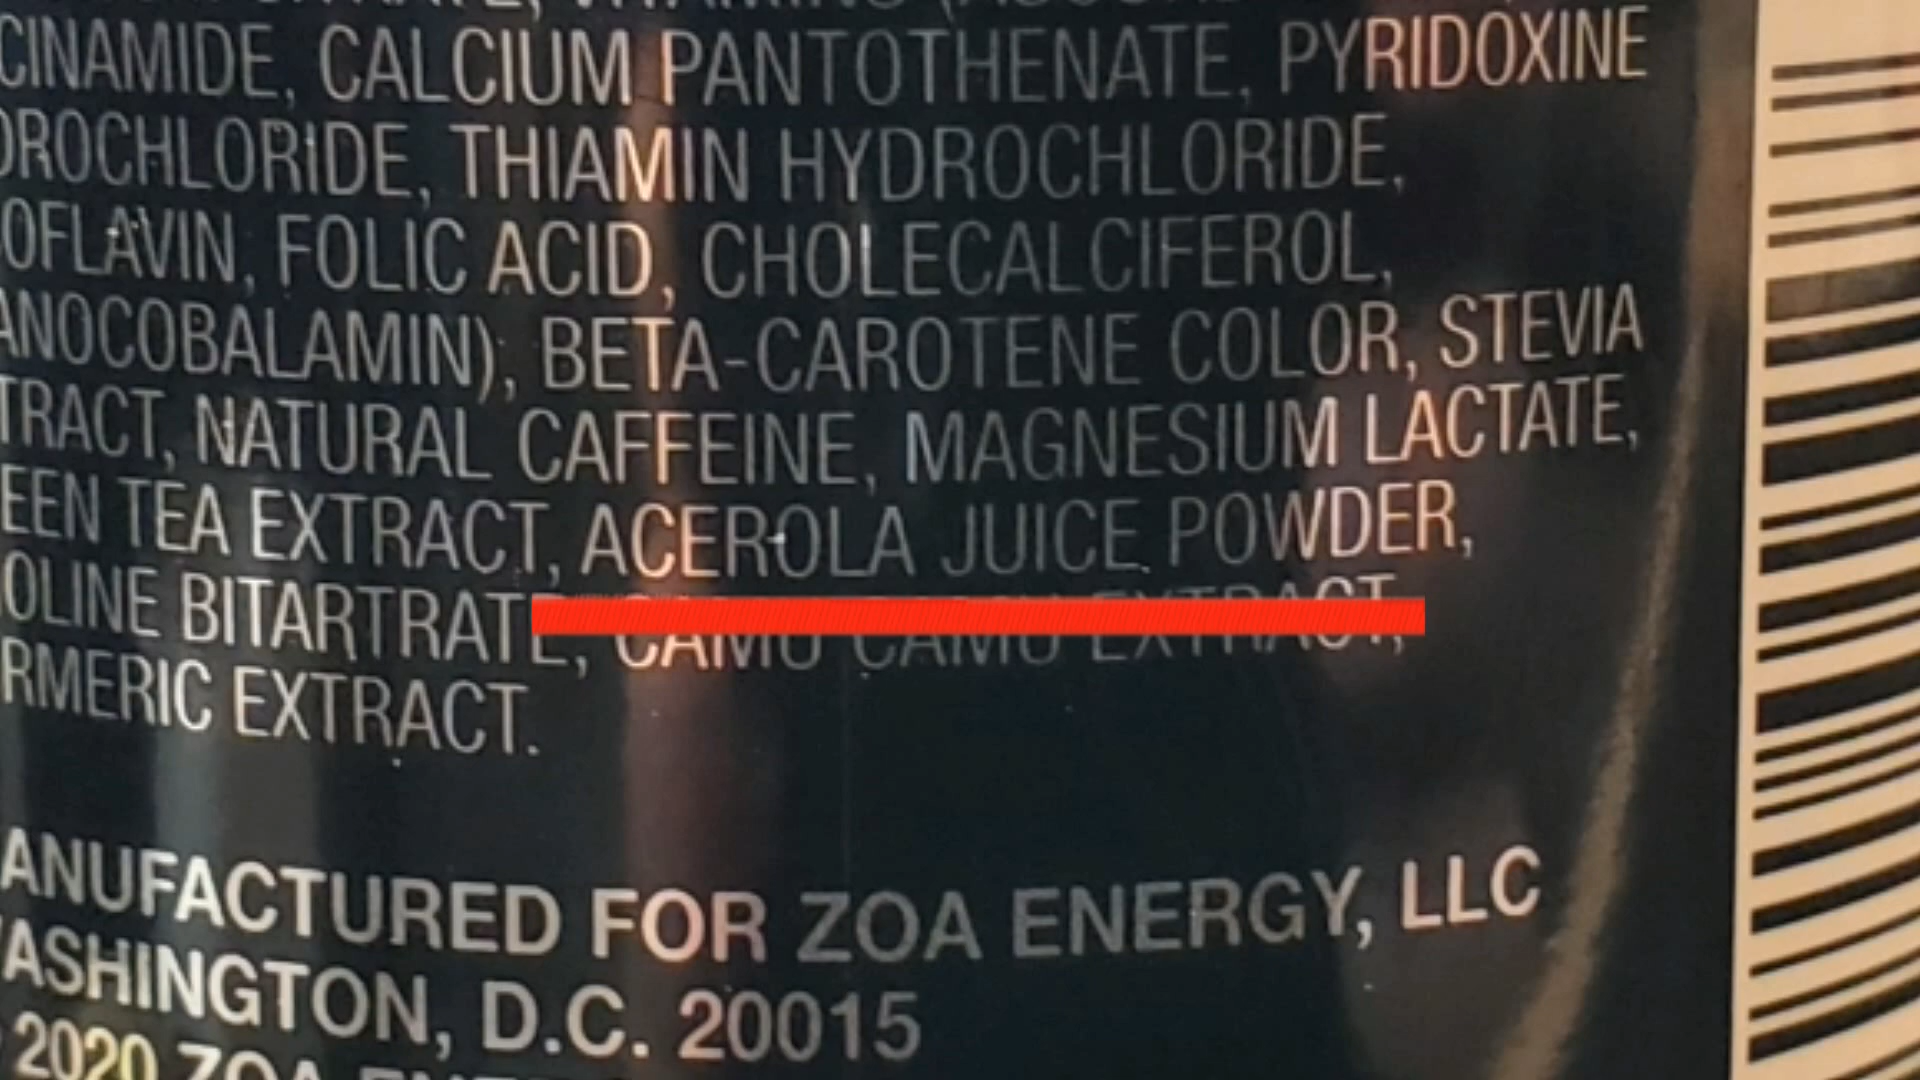 CINAMIDE, CALCIUM PANTOTHENATE, PYRIDOXINE
DROCHLORIDE, THIAMIN HYDROCHLORIDE,
OFLAVIN, FOLIC ACID, CHOLECALCIFEROL,
ANOCOBALAMIN), BETA-CAROTENE COLOR, STEVIA
TRACT, NATURAL CAFFEINE, MAGNESIUM LACTATE,
EEN TEA EXTRACT, ACEROLA JUICE POWDER,
OLINE BITARTRATE, CAMU CAMU EXTRACT,
RMERIC EXTRACT.
ANUFACTURED FOR ZOA ENERGY, LLC
WASHINGTON, D.C. 20015
2020 ZOA